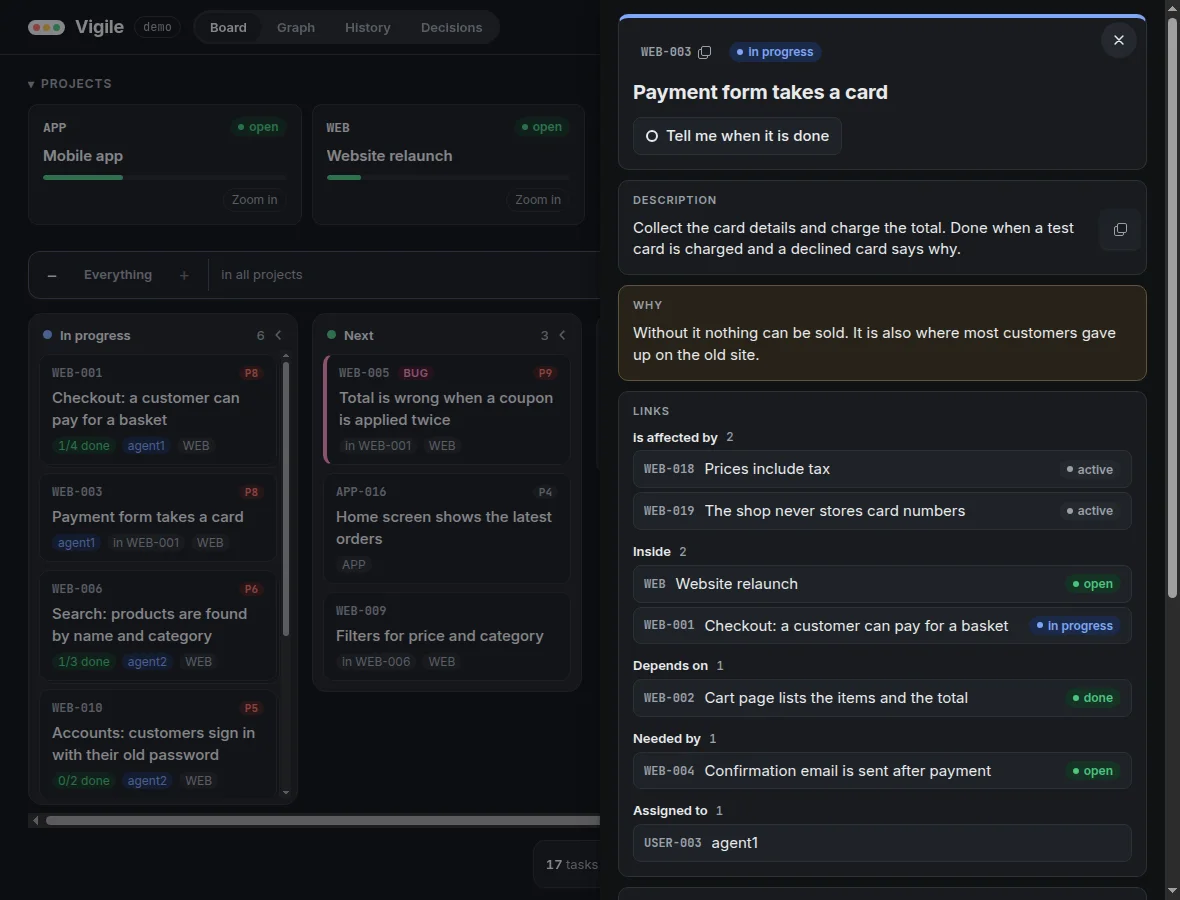 Vigile demo Board Graph History Decisions
PROJECTS
APP open
Mobile app
Zoom in
WEB open
Website relaunch
Zoom in
− Everything + in all projects
In progress 6
WEB-001 P8
Checkout: a customer can
pay for a basket
1/4 done agent1 WEB
WEB-003 P8
Payment form takes a card
agent1 in WEB-001 WEB
WEB-006 P6
Search: products are found
by name and category
1/3 done agent2 WEB
WEB-010 P5
Accounts: customers sign in
with their old password
0/2 done agent2 WEB
Next 3
WEB-005 BUG P9
Total is wrong when a coupon
is applied twice
in WEB-001 WEB
APP-016 P4
Home screen shows the latest
orders
APP
WEB-009
Filters for price and category
in WEB-006 WEB
17 tasks
WEB-003 in progress
Payment form takes a card
Tell me when it is done
DESCRIPTION
Collect the card details and charge the total. Done when a test
card is charged and a declined card says why.
WHY
Without it nothing can be sold. It is also where most customers gave
up on the old site.
LINKS
Is affected by 2
WEB-018 Prices include tax active
WEB-019 The shop never stores card numbers active
Inside 2
WEB Website relaunch open
WEB-001 Checkout: a customer can pay for a basket in progress
Depends on 1
WEB-002 Cart page lists the items and the total done
Needed by 1
WEB-004 Confirmation email is sent after payment open
Assigned to 1
USER-003 agent1